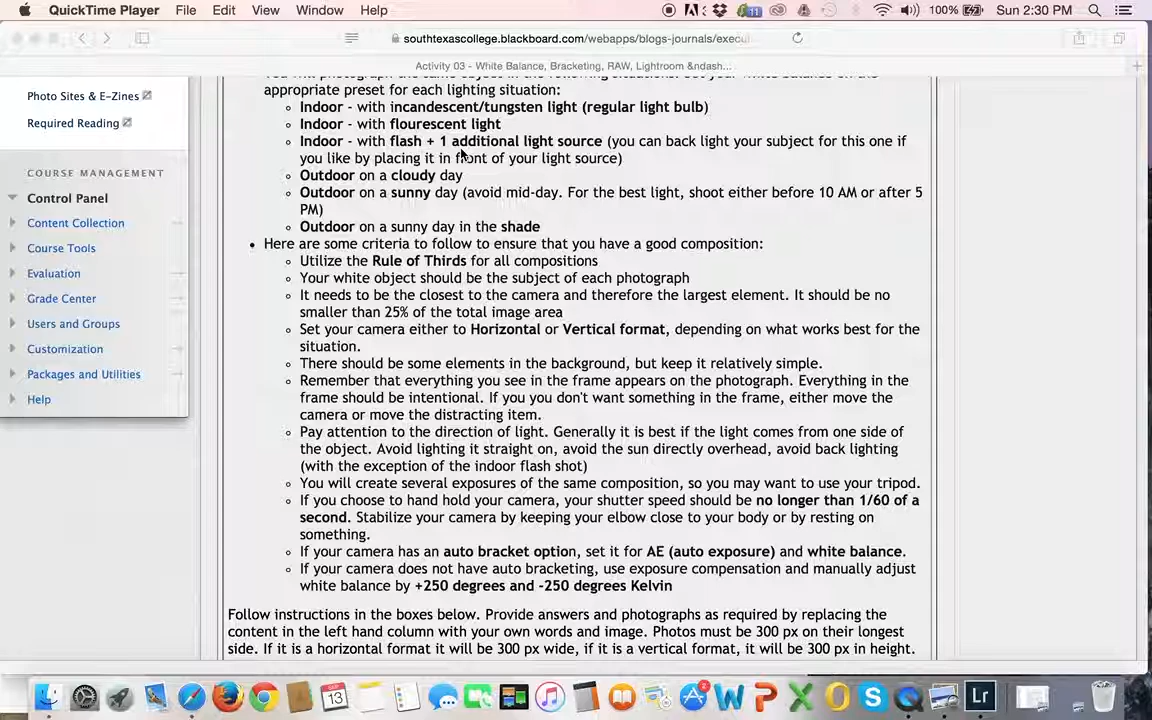 QuickTime Player File Edit View Window Help
100% Sun 2:30 PM
southtexascollege.blackboard.com/webapps/blogs-journals/execu
Activity 03 - White Balance, Bracketing, RAW, Lightroom &ndash...
Photo Sites & E-Zines
Required Reading
COURSE MANAGEMENT
Control Panel
Content Collection
Course Tools
Evaluation
Grade Center
Users and Groups
Customization
Packages and Utilities
Help
appropriate preset for each lighting situation:
Indoor - with incandescent/tungsten light (regular light bulb)
Indoor - with flourescent light
Indoor - with flash + 1 additional light source (you can back light your subject for this one if
you like by placing it in front of your light source)
Outdoor on a cloudy day
Outdoor on a sunny day (avoid mid-day. For the best light, shoot either before 10 AM or after 5
PM)
Outdoor on a sunny day in the shade
Here are some criteria to follow to ensure that you have a good composition:
Utilize the Rule of Thirds for all compositions
Your white object should be the subject of each photograph
It needs to be the closest to the camera and therefore the largest element. It should be no
smaller than 25% of the total image area
Set your camera either to Horizontal or Vertical format, depending on what works best for the
situation.
There should be some elements in the background, but keep it relatively simple.
Remember that everything you see in the frame appears on the photograph. Everything in the
frame should be intentional. If you you don't want something in the frame, either move the
camera or move the distracting item.
Pay attention to the direction of light. Generally it is best if the light comes from one side of
the object. Avoid lighting it straight on, avoid the sun directly overhead, avoid back lighting
(with the exception of the indoor flash shot)
You will create several exposures of the same composition, so you may want to use your tripod.
If you choose to hand hold your camera, your shutter speed should be no longer than 1/60 of a
second. Stabilize your camera by keeping your elbow close to your body or by resting on
something.
If your camera has an auto bracket option, set it for AE (auto exposure) and white balance.
If your camera does not have auto bracketing, use exposure compensation and manually adjust
white balance by +250 degrees and -250 degrees Kelvin
Follow instructions in the boxes below. Provide answers and photographs as required by replacing the
content in the left hand column with your own words and image. Photos must be 300 px on their longest
side. If it is a horizontal format it will be 300 px wide, if it is a vertical format, it will be 300 px in height.
13
Lr